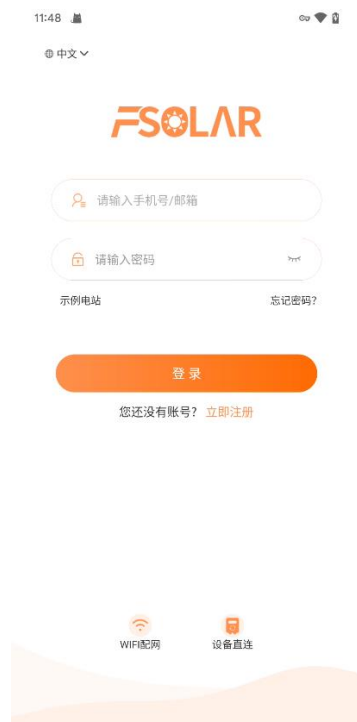 11:48
中文
FSOLAR
请输入手机号/邮箱
请输入密码
示例电站 忘记密码?
登录
您还没有账号? 立即注册
WIFI配网 设备直连